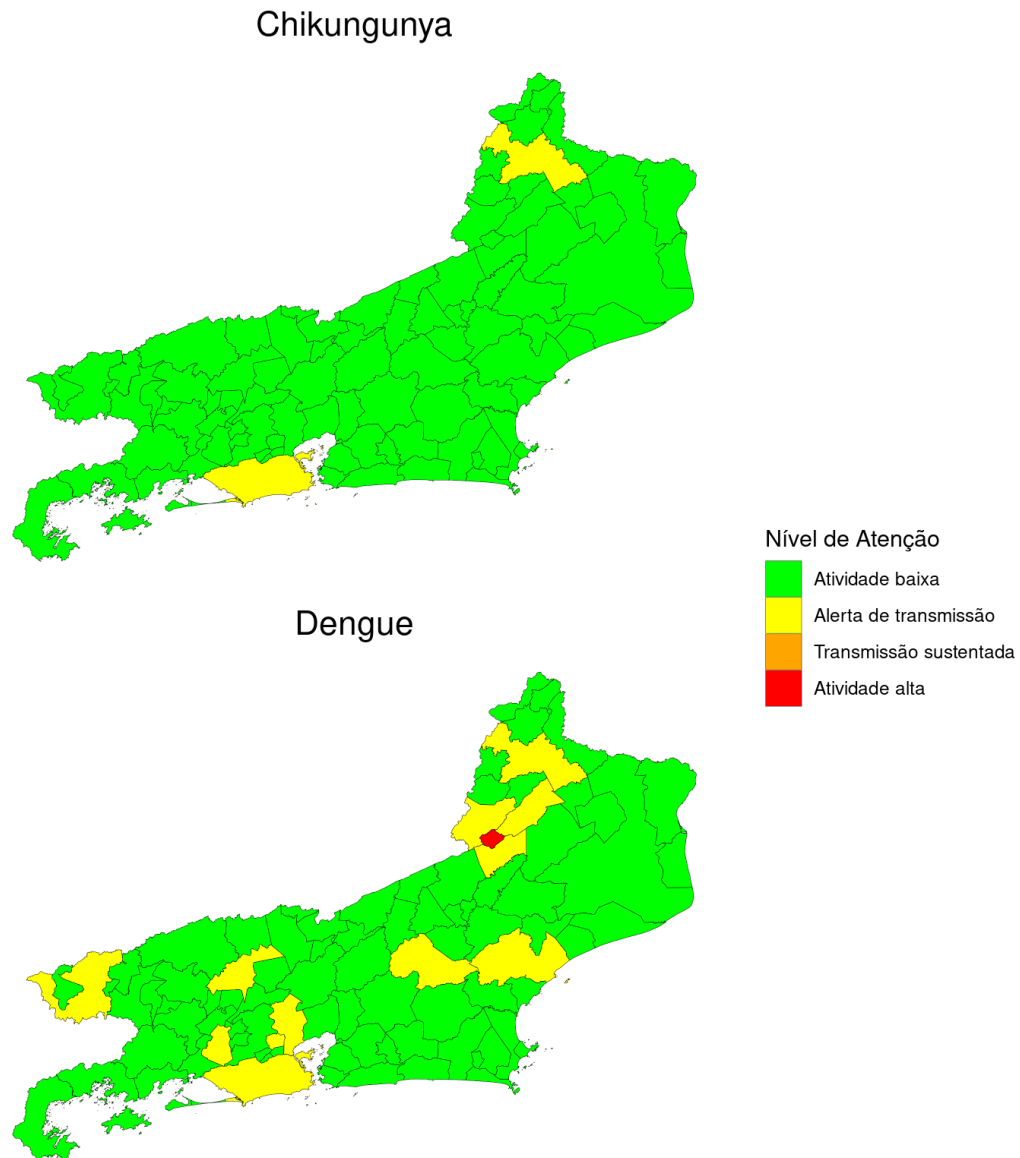 Chikungunya
Nível de Atenção
Atividade baixa
Alerta de transmissão
Transmissão sustentada
Atividade alta
Dengue